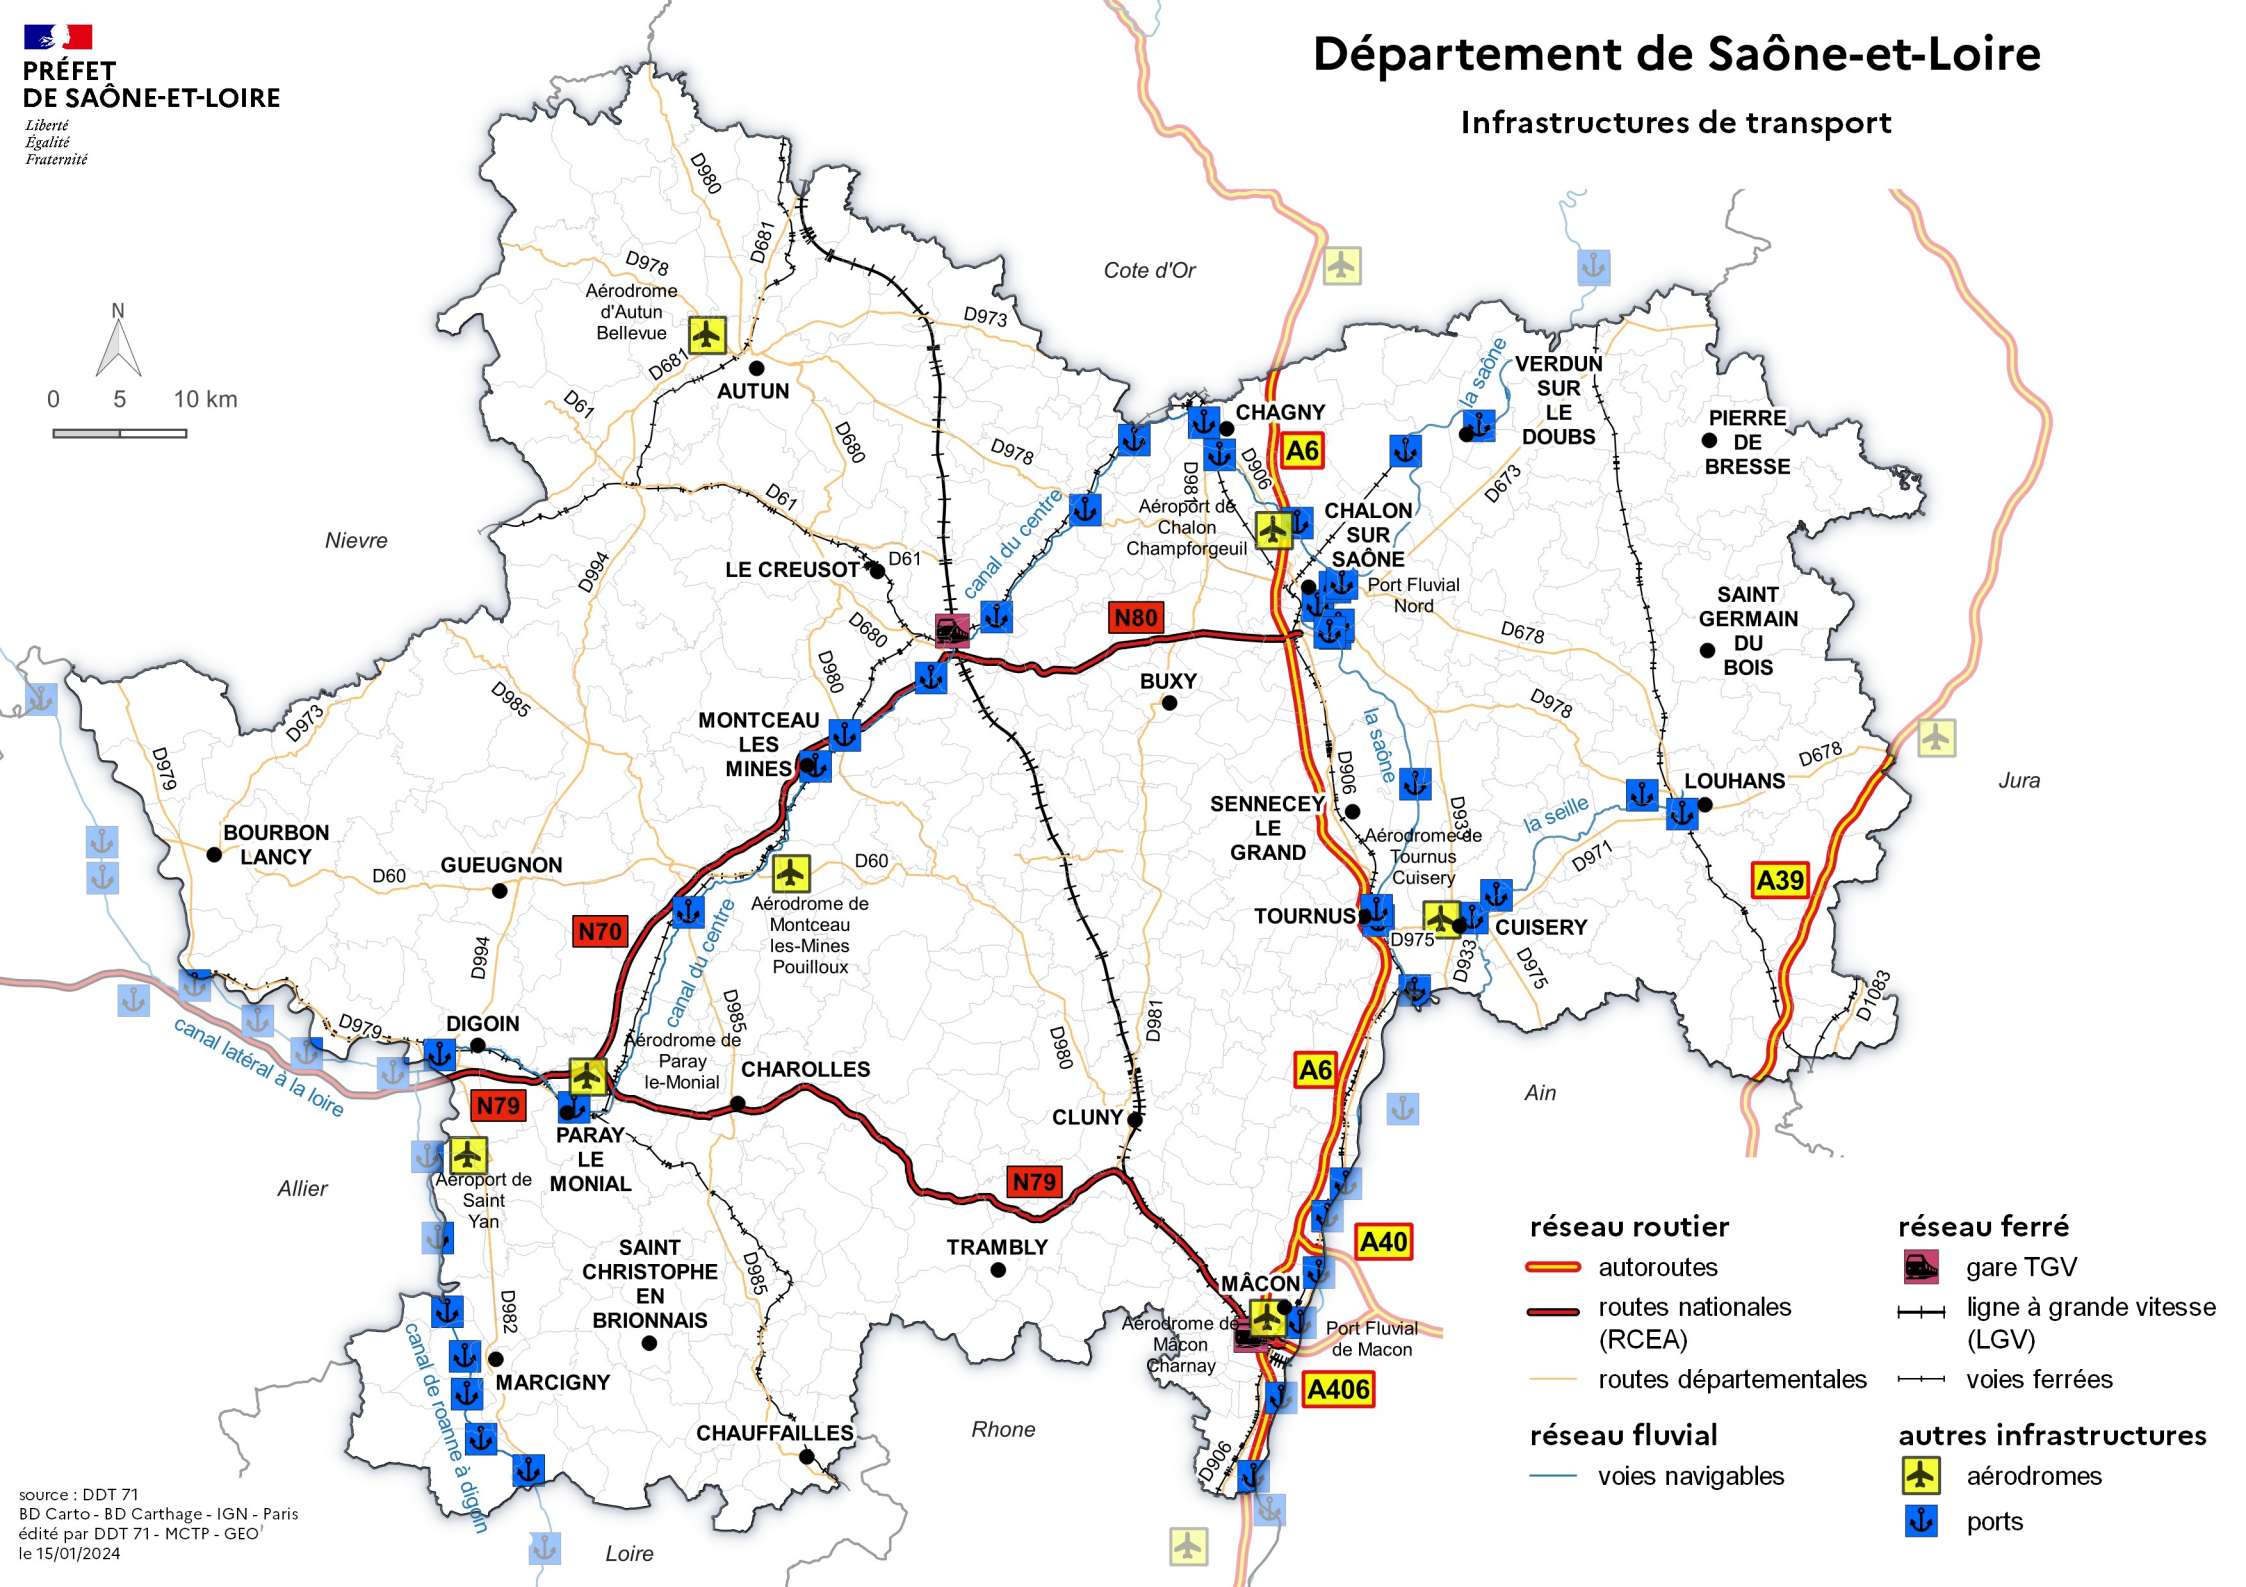 PRÉFET
DE SAÔNE-ET-LOIRE
Liberté
Égalité
Fraternité
Département de Saône-et-Loire
Infrastructures de transport
N
0 5 10 km
Cote d'Or
Nievre
Jura
Ain
Allier
Rhone
Loire
D980
D681
D978
Aérodrome
d'Autun
Bellevue
D681
D61
AUTUN
D973
D680
D978
D61
LE CREUSOT
D61
D994
D680
D980
canal du centre
CHAGNY
A6
D981
D906
Aéroport de
Chalon
Champforgeuil
CHALON
SUR
SAÔNE
Port Fluvial
Nord
la saône
VERDUN
SUR
LE
DOUBS
D673
PIERRE
DE
BRESSE
SAINT
GERMAIN
DU
BOIS
D678
D978
N80
BUXY
la saône
D906
D933
LOUHANS
D678
la seille
D971
A39
SENNECEY
LE
GRAND
Aérodrome de
Tournus
Cuisery
TOURNUS
CUISERY
D975
D933
D975
D1083
MONTCEAU
LES
MINES
D985
D973
D979
BOURBON
LANCY
GUEUGNON
D60
D60
Aérodrome de
Montceau
les-Mines
Pouilloux
N70
D994
canal du centre
D985
D980
D981
D979
DIGOIN
canal latéral à la loire
Aérodrome de
Paray
le-Monial
CHAROLLES
N79
PARAY
LE
MONIAL
CLUNY
A6
Aéroport de
Saint
Yan
N79
TRAMBLY
A40
MÂCON
Aérodrome de
Mâcon
Charnay
Port Fluvial
de Macon
A406
D906
SAINT
CHRISTOPHE
EN
BRIONNAIS
D985
D982
MARCIGNY
canal de roanne à digoin
CHAUFFAILLES
réseau routier
autoroutes
routes nationales
(RCEA)
routes départementales
réseau fluvial
voies navigables
réseau ferré
gare TGV
ligne à grande vitesse
(LGV)
voies ferrées
autres infrastructures
aérodromes
ports
source : DDT 71
BD Carto - BD Carthage - IGN - Paris
édité par DDT 71 - MCTP - GEO
le 15/01/2024